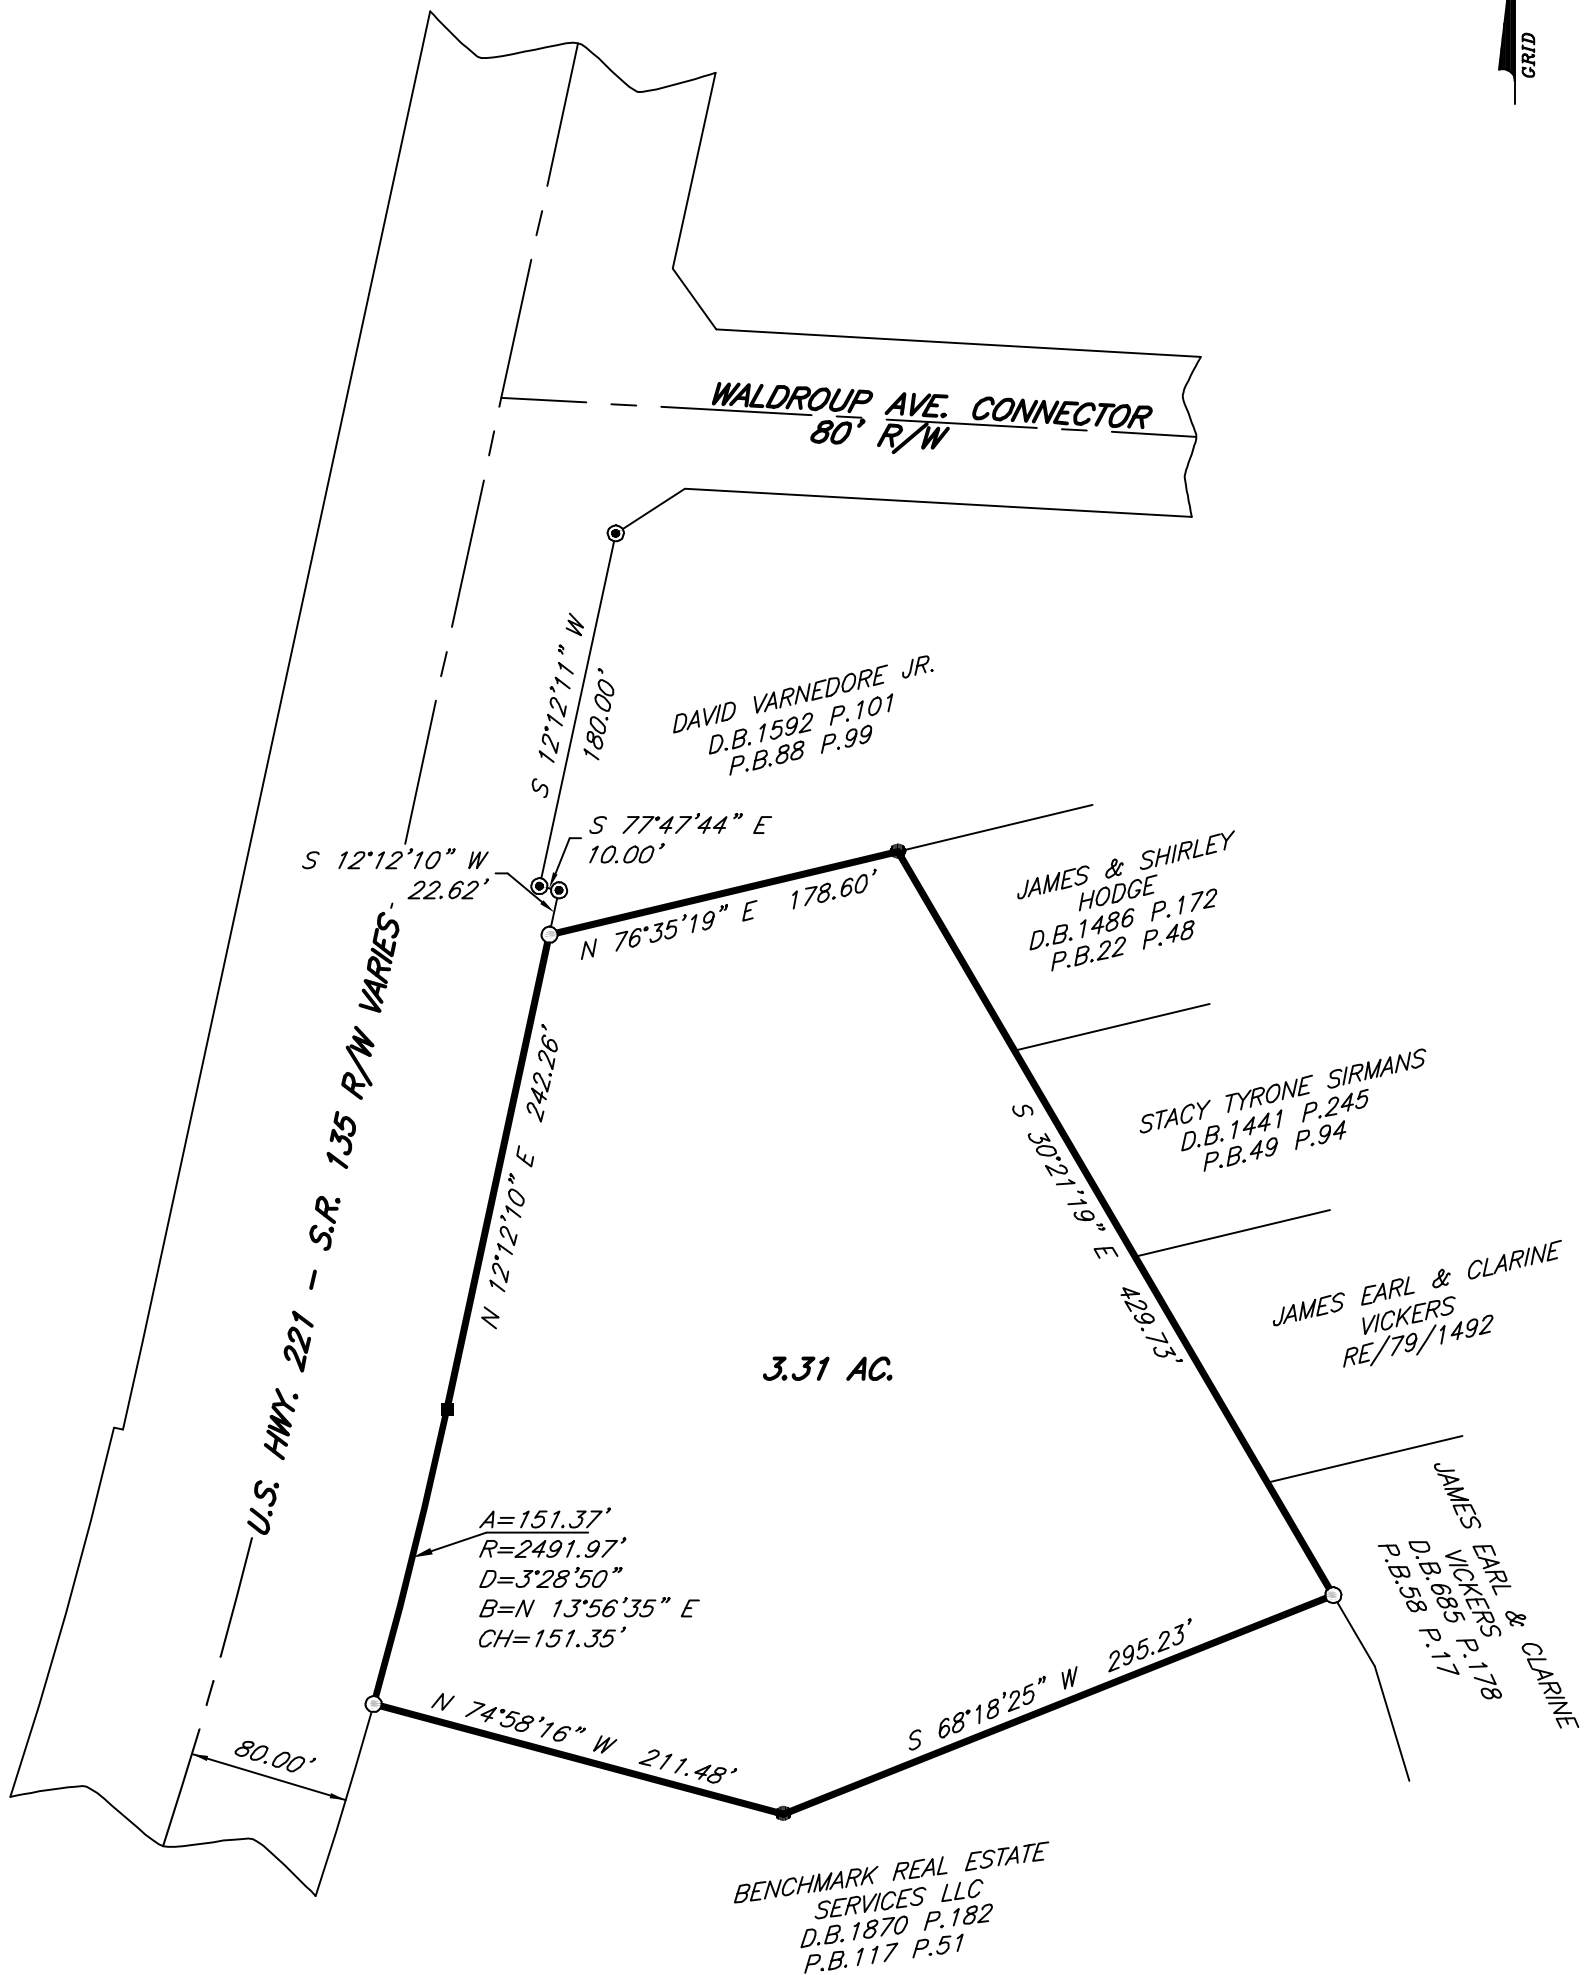 GRID
WALDROUP AVE. CONNECTOR
80' R/W
S 12°12'11" W
180.00'
DAVID VARNEDORE JR.
D.B.1592 P.101
P.B.88 P.99
S 77°47'44" E
10.00'
S 12°12'10" W
22.62'
N 76°35'19" E 178.60'
JAMES & SHIRLEY
HODGE
D.B.1486 P.172
P.B.22 P.48
U.S. HWY. 221 - S.R. 135 R/W VARIES
N 12°12'10" E 242.26'
S 30°21'19" E 429.73'
STACY TYRONE SIRMANS
D.B.1441 P.245
P.B.49 P.94
JAMES EARL & CLARINE
VICKERS
RE/79/1492
3.31 AC.
A=151.37'
R=2491.97'
D=3°28'50"
B=N 13°56'35" E
CH=151.35'
JAMES EARL & CLARINE
VICKERS
D.B.685 P.178
P.B.58 P.17
S 68°18'25" W 295.23'
N 74°58'16" W 211.48'
80.00'
BENCHMARK REAL ESTATE
SERVICES LLC
D.B.1870 P.182
P.B.117 P.51